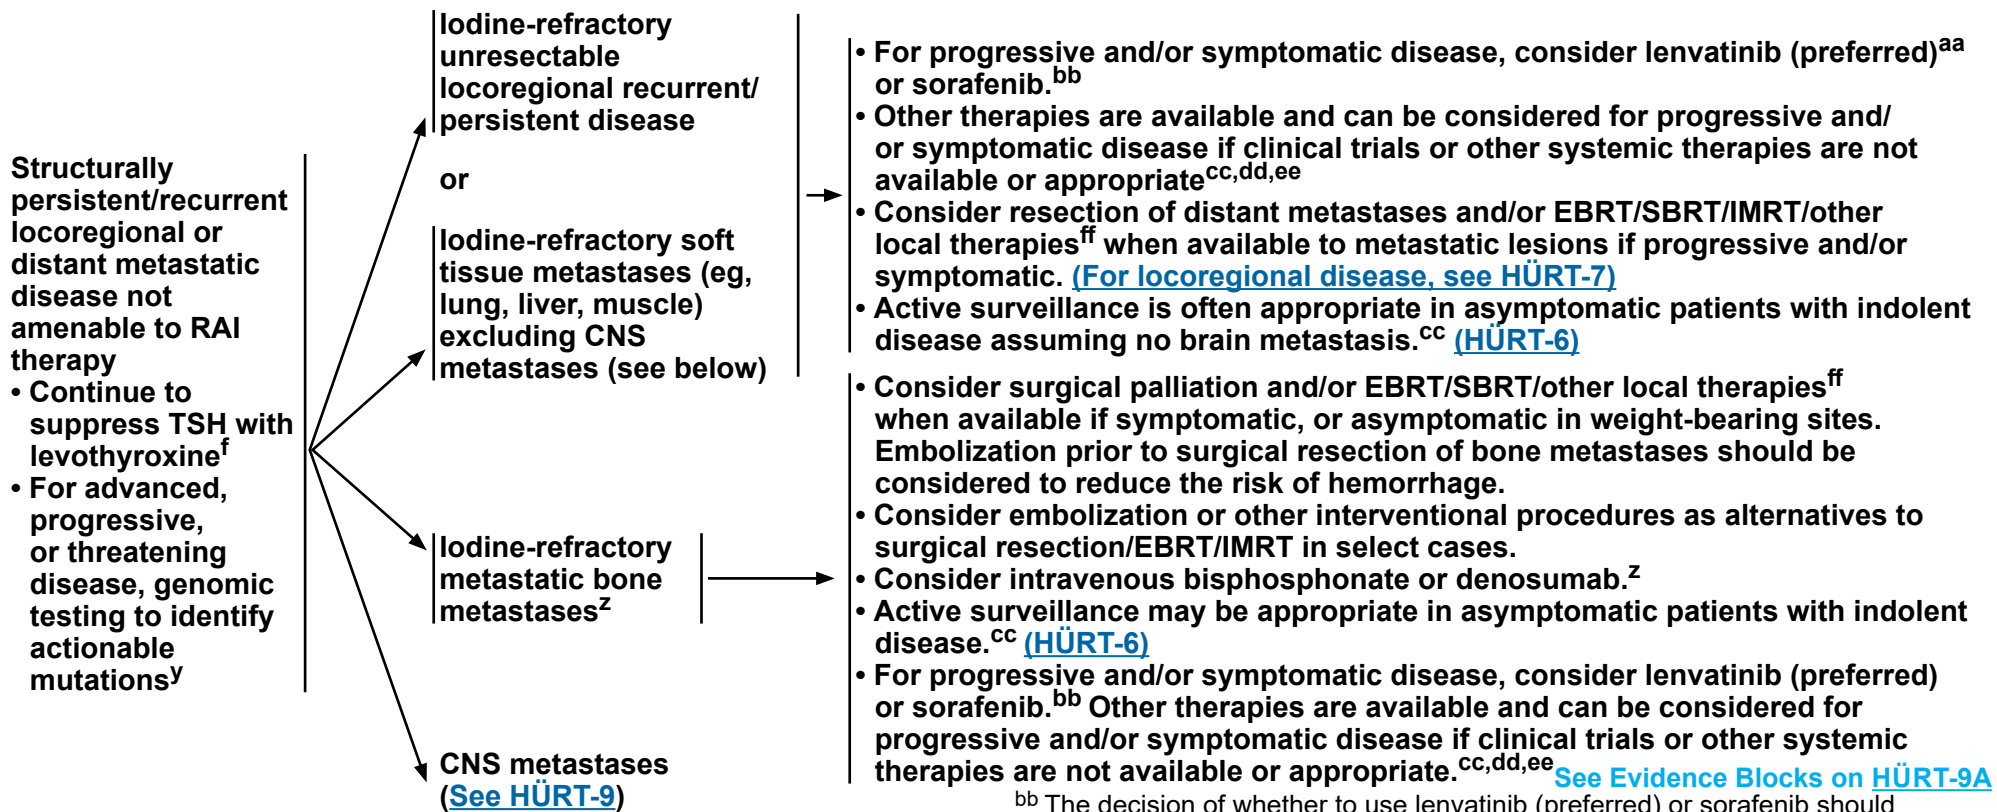 Structurally
persistent/recurrent
locoregional or
distant metastatic
disease not
amenable to RAI
therapy
• Continue to
suppress TSH with
levothyroxinef
• For advanced,
progressive,
or threatening
disease, genomic
testing to identify
actionable
mutationsy
Iodine-refractory
unresectable
locoregional recurrent/
persistent disease
or
Iodine-refractory soft
tissue metastases (eg,
lung, liver, muscle)
excluding CNS
metastases (see below)
Iodine-refractory
metastatic bone
metastasesz
CNS metastases
(See HÜRT-9)
• For progressive and/or symptomatic disease, consider lenvatinib (preferred)aa
or sorafenib.bb
• Other therapies are available and can be considered for progressive and/
or symptomatic disease if clinical trials or other systemic therapies are not
available or appropriatecc,dd,ee
• Consider resection of distant metastases and/or EBRT/SBRT/IMRT/other
local therapiesff when available to metastatic lesions if progressive and/or
symptomatic. (For locoregional disease, see HÜRT-7)
• Active surveillance is often appropriate in asymptomatic patients with indolent
disease assuming no brain metastasis.cc (HÜRT-6)
• Consider surgical palliation and/or EBRT/SBRT/other local therapiesff
when available if symptomatic, or asymptomatic in weight-bearing sites.
Embolization prior to surgical resection of bone metastases should be
considered to reduce the risk of hemorrhage.
• Consider embolization or other interventional procedures as alternatives to
surgical resection/EBRT/IMRT in select cases.
• Consider intravenous bisphosphonate or denosumab.z
• Active surveillance may be appropriate in asymptomatic patients with indolent
disease.cc (HÜRT-6)
• For progressive and/or symptomatic disease, consider lenvatinib (preferred)
or sorafenib.bb Other therapies are available and can be considered for
progressive and/or symptomatic disease if clinical trials or other systemic
therapies are not available or appropriate.cc,dd,ee
See Evidence Blocks on HÜRT-9A
bb The decision of whether to use lenvatinib (preferred) or sorafenib should